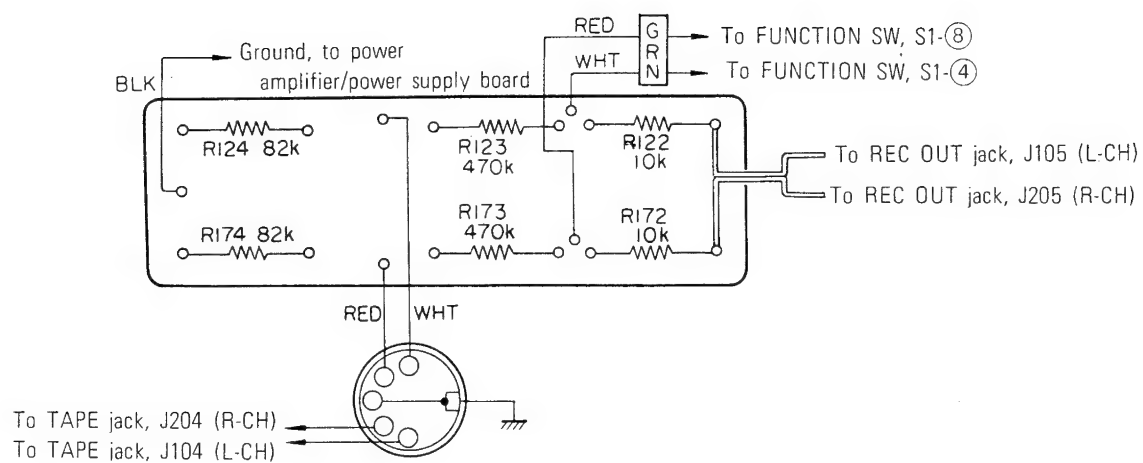 RED
GRN
To FUNCTION SW, S1-⑧
Ground, to power
amplifier/power supply board
WHT
To FUNCTION SW, S1-④
BLK
R124 82k
R123
470k
R122
10k
To REC OUT jack, J105 (L-CH)
To REC OUT jack, J205 (R-CH)
R174 82k
R173
470k
R172
10k
RED
WHT
To TAPE jack, J204 (R-CH)
To TAPE jack, J104 (L-CH)